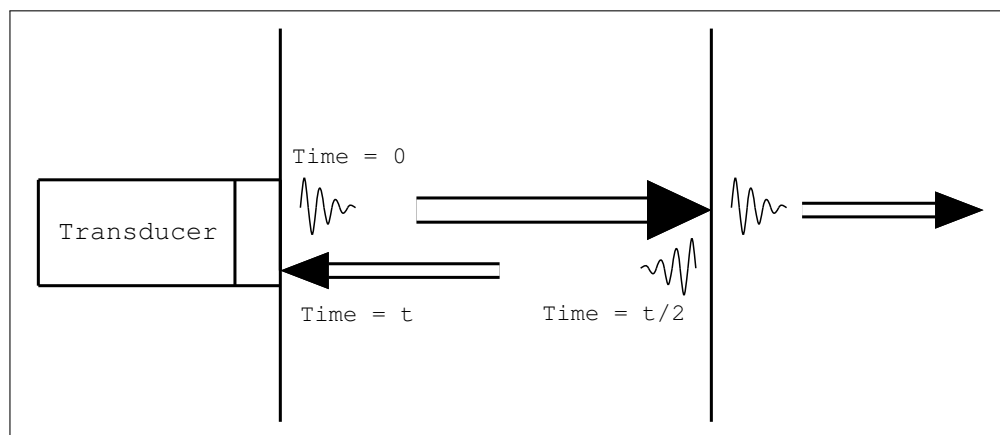 Time = 0
Transducer
Time = t
Time = t/2